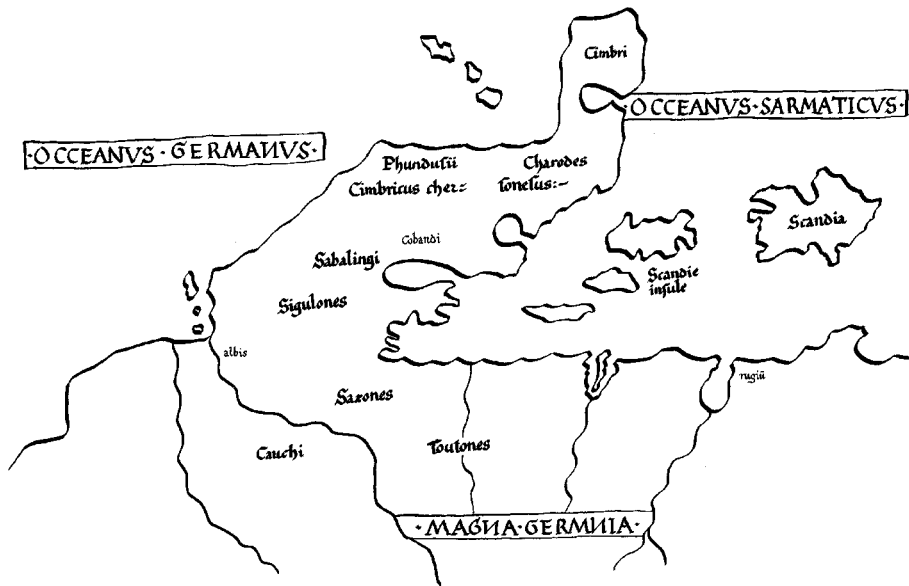 Cimbri
·OCCEANVS·SARMATICVS·
·OCCEANVS·GERMANVS·
Phundusii Charodes
Cimbricus cher= sonesus:–
Scandia
Cobandi
Sabalingi
Scandie
insule
Sigulones
albis
rugiū
Saxones
Cauchi
Toutones
·MAGNA·GERMNIA·